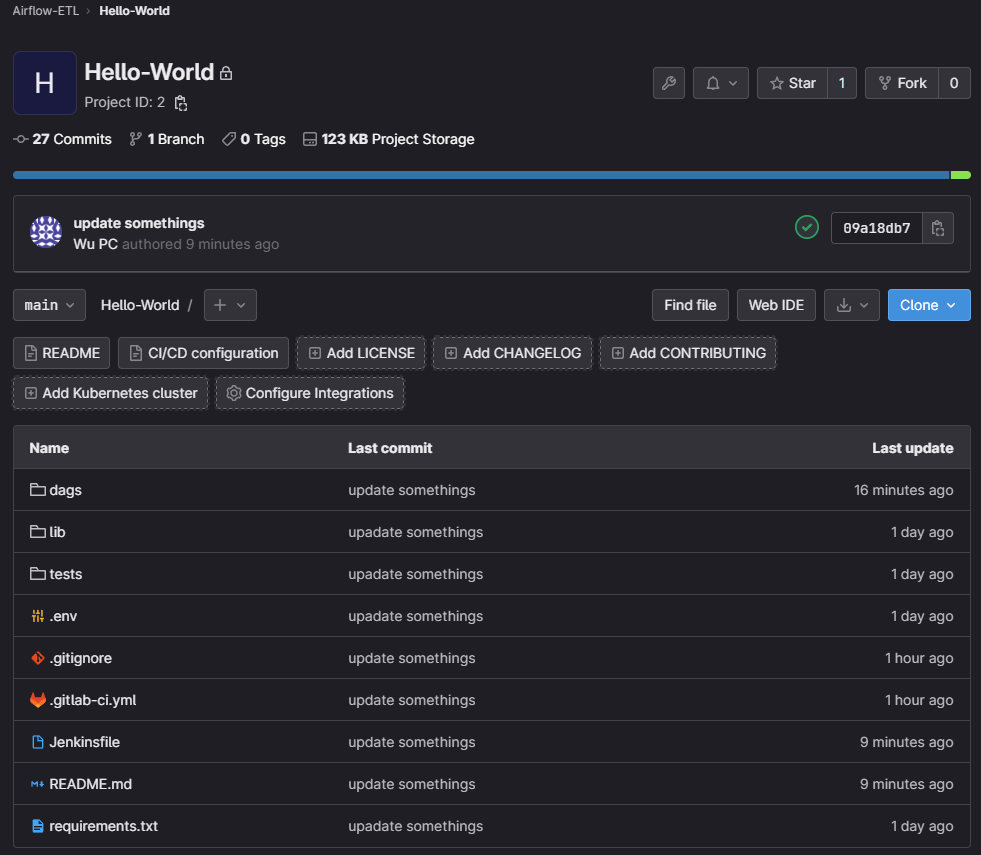 Airflow-ETL › Hello-World
H
Hello-World
Project ID: 2
Star 1 Fork 0
27 Commits 1 Branch 0 Tags 123 KB Project Storage
update somethings
Wu PC authored 9 minutes ago
09a18db7
main Hello-World / + Find file Web IDE Clone
README CI/CD configuration Add LICENSE Add CHANGELOG Add CONTRIBUTING
Add Kubernetes cluster Configure Integrations
Name Last commit Last update
dags update somethings 16 minutes ago
lib upadate somethings 1 day ago
tests upadate somethings 1 day ago
.env upadate somethings 1 day ago
.gitignore update somethings 1 hour ago
.gitlab-ci.yml update somethings 1 hour ago
Jenkinsfile update somethings 9 minutes ago
README.md update somethings 9 minutes ago
requirements.txt upadate somethings 1 day ago